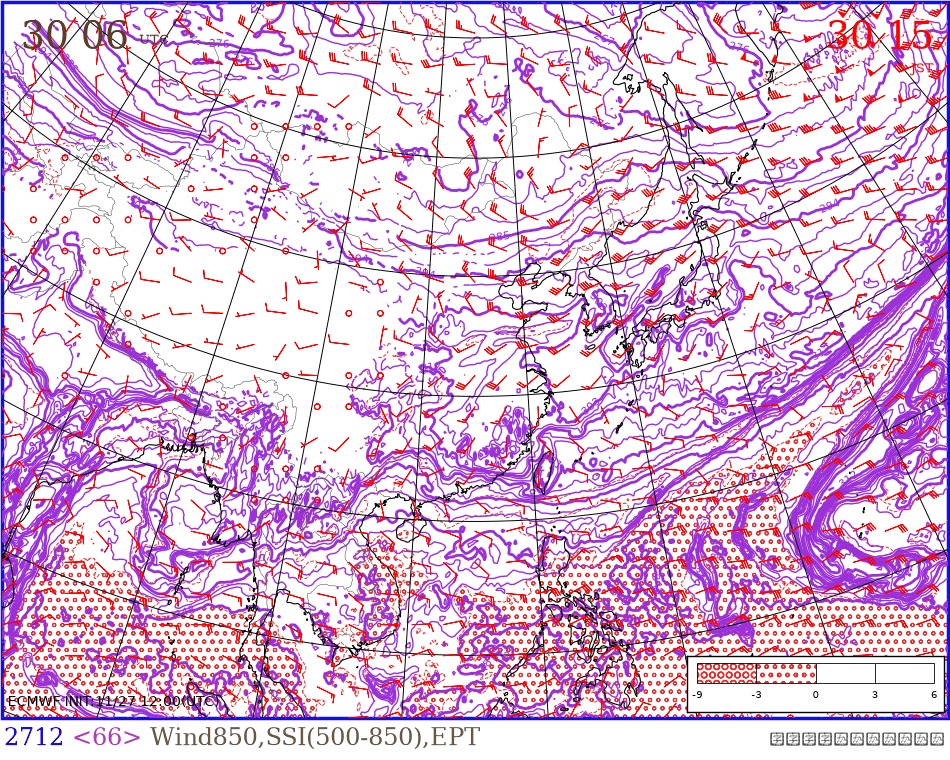 30 06 UTC
30 15 JST
ECMWF INIT:11/27 12:00(UTC)
-9 -3 0 3 6
2712 <66> Wind850,SSI(500-850),EPT